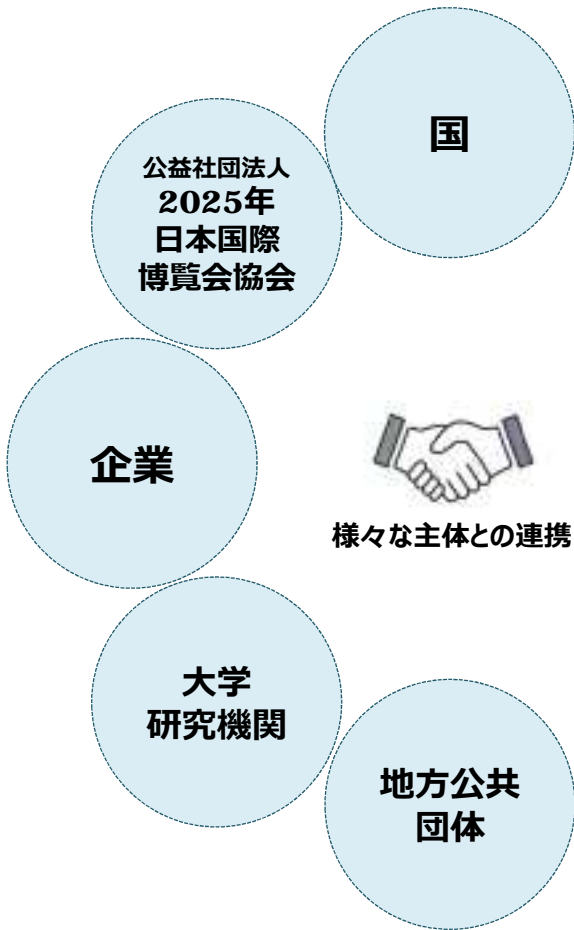 国
公益社団法人
2025年
日本国際
博覧会協会
企業
様々な主体との連携
大学
研究機関
地方公共
団体